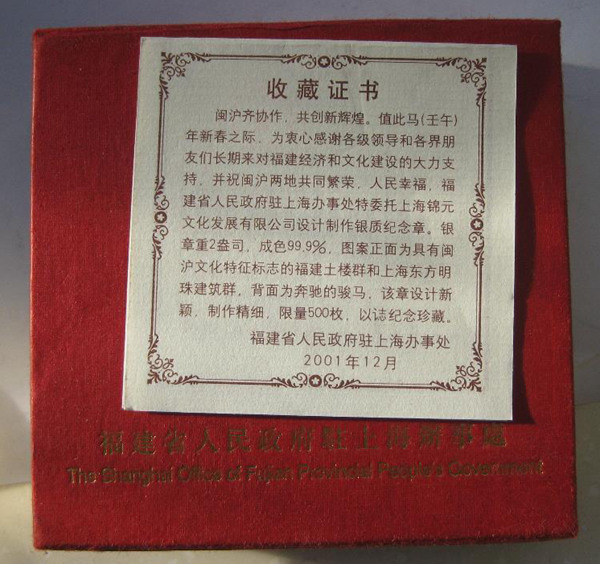 收藏证书
闽沪齐协作，共创新辉煌。值此马(壬午)
年新春之际，为衷心感谢各级领导和各界朋
友们长期来对福建经济和文化建设的大力支
持，并祝闽沪两地共同繁荣，人民幸福，福
建省人民政府驻上海办事处特委托上海锦元
文化发展有限公司设计制作银质纪念章。银
章重2盎司，成色99.9%，图案正面为具有闽
沪文化特征标志的福建土楼群和上海东方明
珠建筑群，背面为奔驰的骏马，该章设计新
颖，制作精细，限量500枚，以志纪念珍藏。
福建省人民政府驻上海办事处
2001年12月
福建省人民政府驻上海办事处
The Shanghai Office of Fujian Provincial People's Government